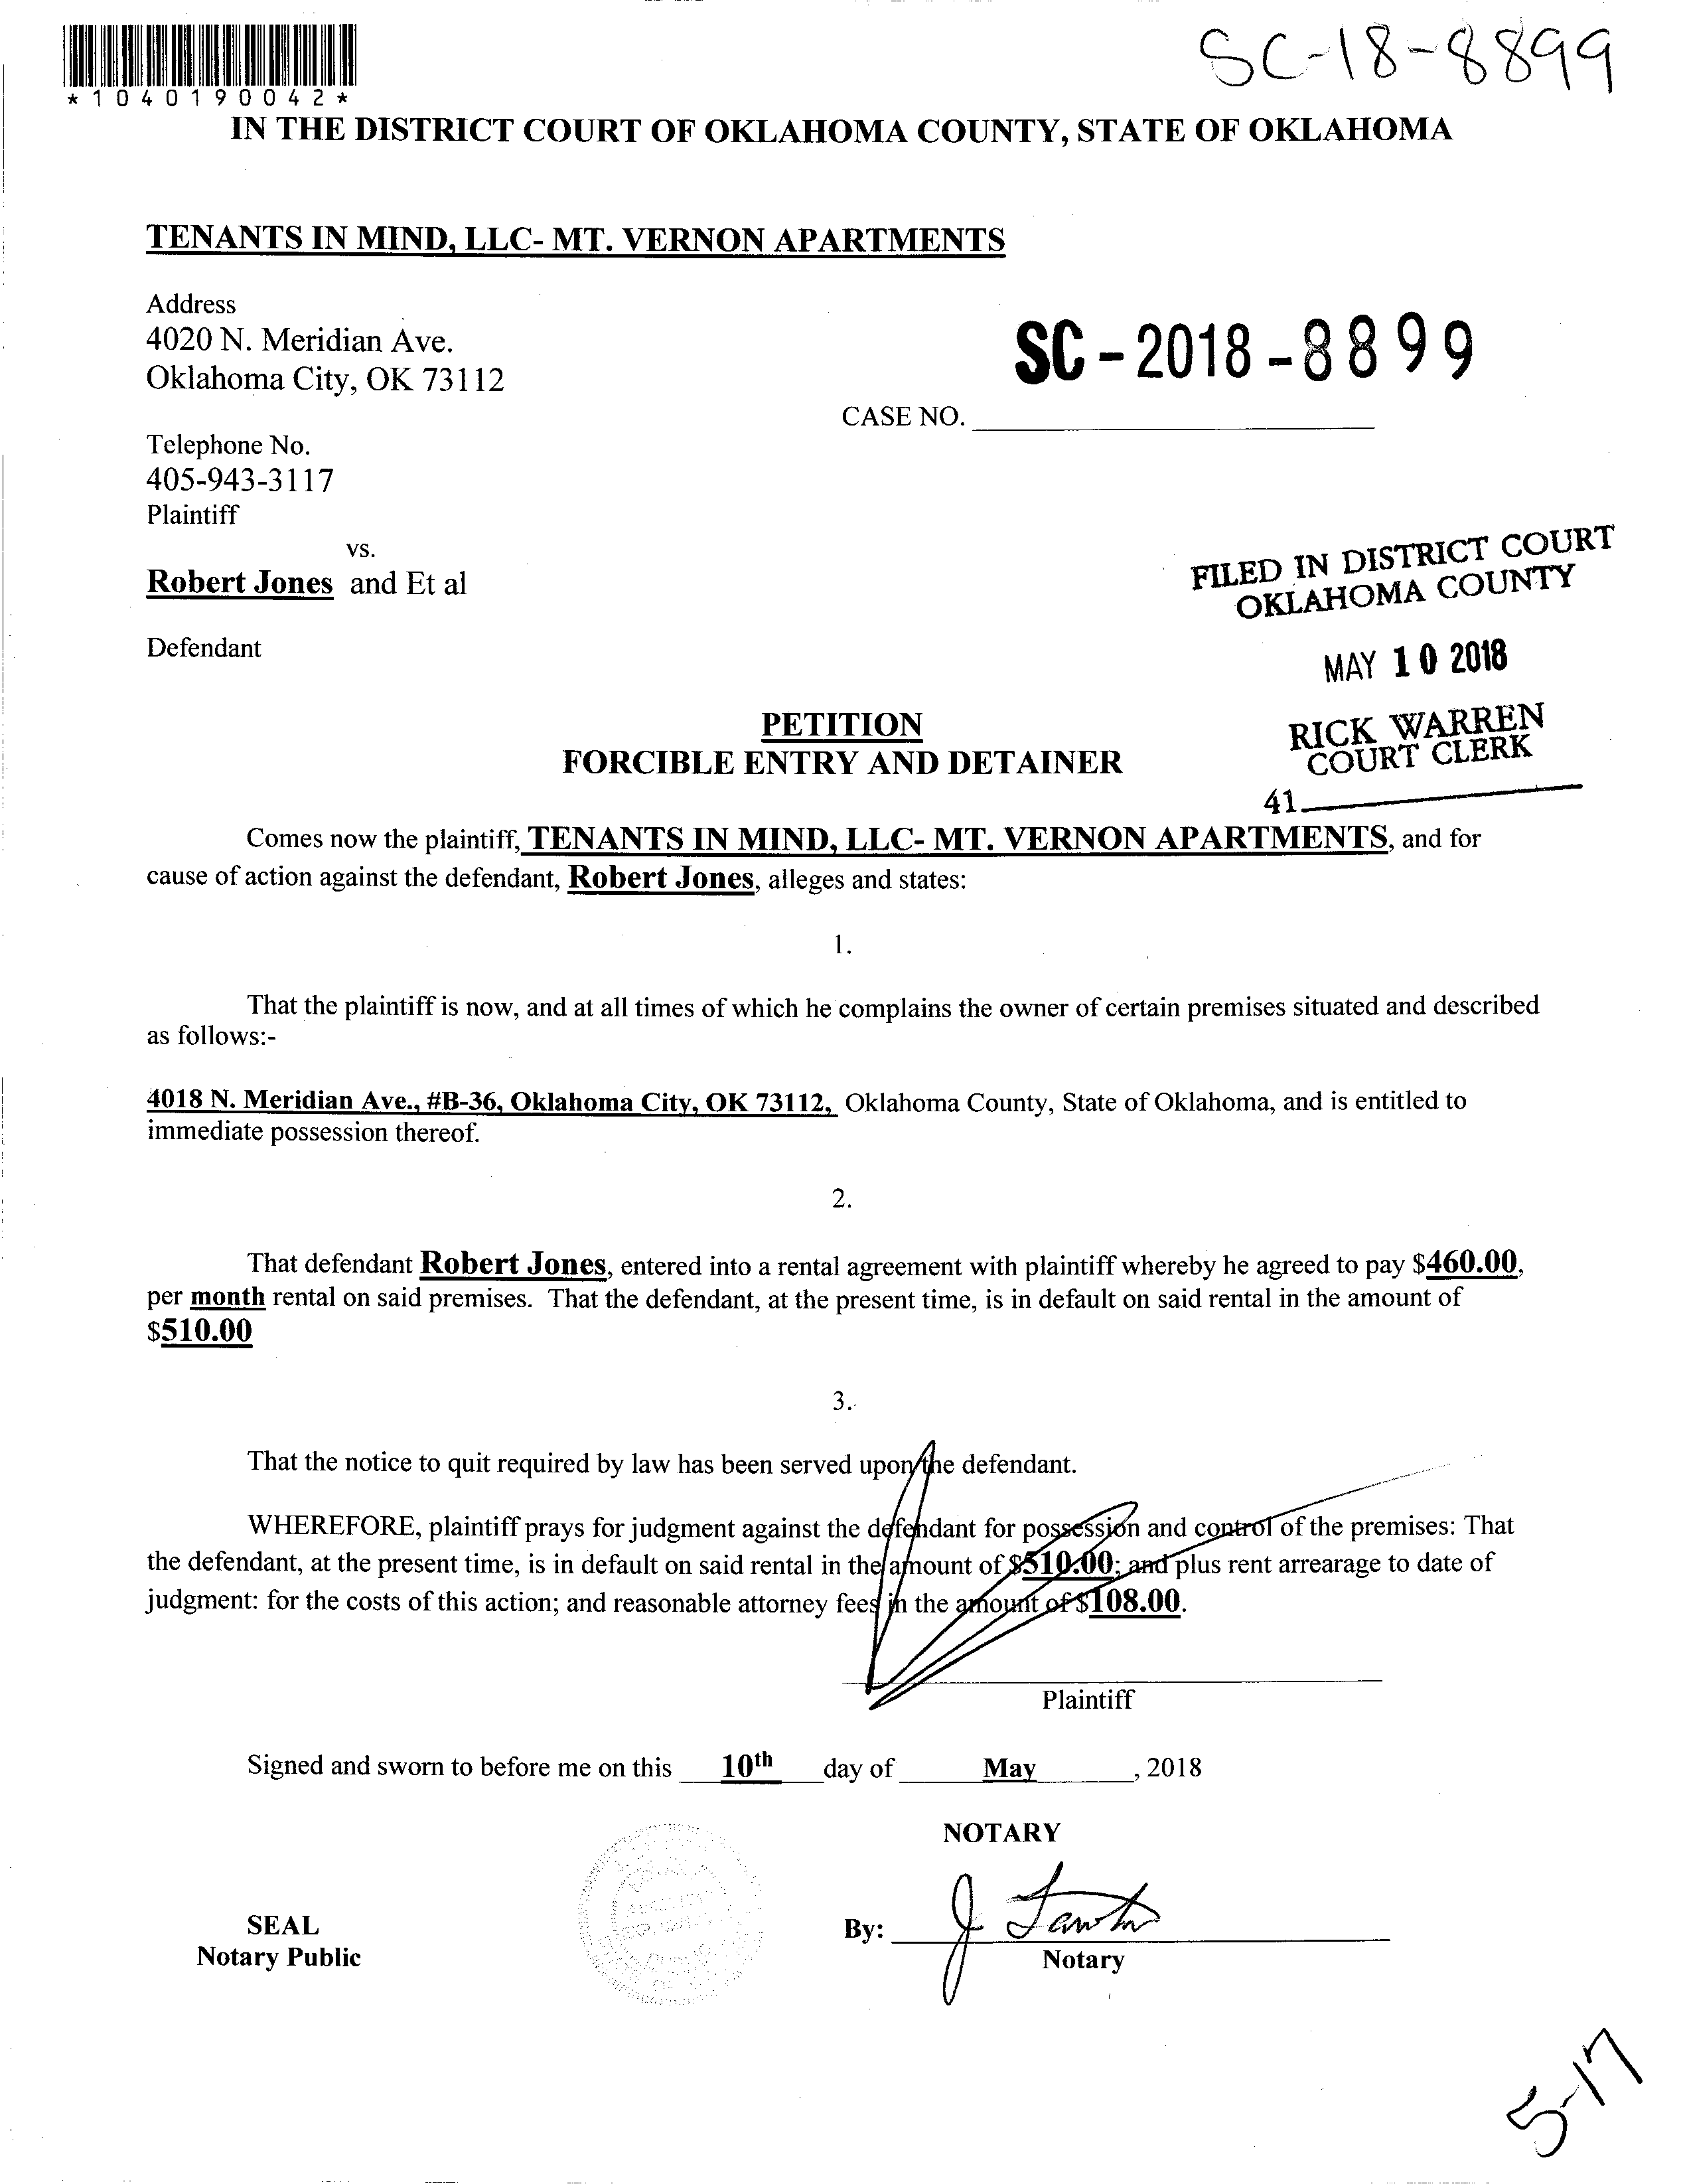 SC-18-8899
*1040190042*
IN THE DISTRICT COURT OF OKLAHOMA COUNTY, STATE OF OKLAHOMA
TENANTS IN MIND, LLC- MT. VERNON APARTMENTS
Address
4020 N. Meridian Ave.
Oklahoma City, OK 73112
SC-2018-8899
CASE NO.
Telephone No.
405-943-3117
Plaintiff
vs.
Robert Jones and Et al
Defendant
FILED IN DISTRICT COURT
OKLAHOMA COUNTY
MAY 10 2018
RICK WARREN
COURT CLERK
41
PETITION
FORCIBLE ENTRY AND DETAINER
Comes now the plaintiff, TENANTS IN MIND, LLC- MT. VERNON APARTMENTS, and for
cause of action against the defendant, Robert Jones, alleges and states:
1.
That the plaintiff is now, and at all times of which he complains the owner of certain premises situated and described
as follows:-
4018 N. Meridian Ave., #B-36, Oklahoma City, OK 73112, Oklahoma County, State of Oklahoma, and is entitled to
immediate possession thereof.
2.
That defendant Robert Jones, entered into a rental agreement with plaintiff whereby he agreed to pay $460.00,
per month rental on said premises. That the defendant, at the present time, is in default on said rental in the amount of
$510.00
3.
That the notice to quit required by law has been served upon the defendant.
WHEREFORE, plaintiff prays for judgment against the defendant for possession and control of the premises: That
the defendant, at the present time, is in default on said rental in the amount of $510.00; and plus rent arrearage to date of
judgment: for the costs of this action; and reasonable attorney fees in the amount of $108.00.
Plaintiff
Signed and sworn to before me on this 10th day of May, 2018
NOTARY
SEAL
Notary Public
By:
Notary
5-17